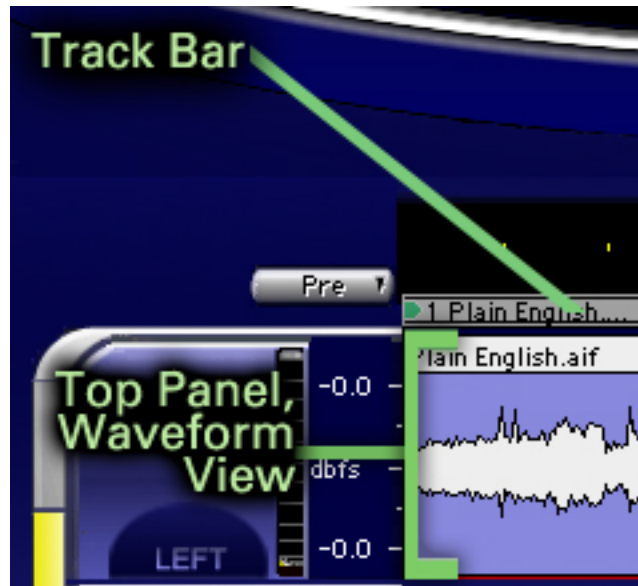 Track Bar
Pre
1 Plain English....
Plain English.aif
Top Panel,
Waveform
View
-0.0
dbfs
-0.0
LEFT